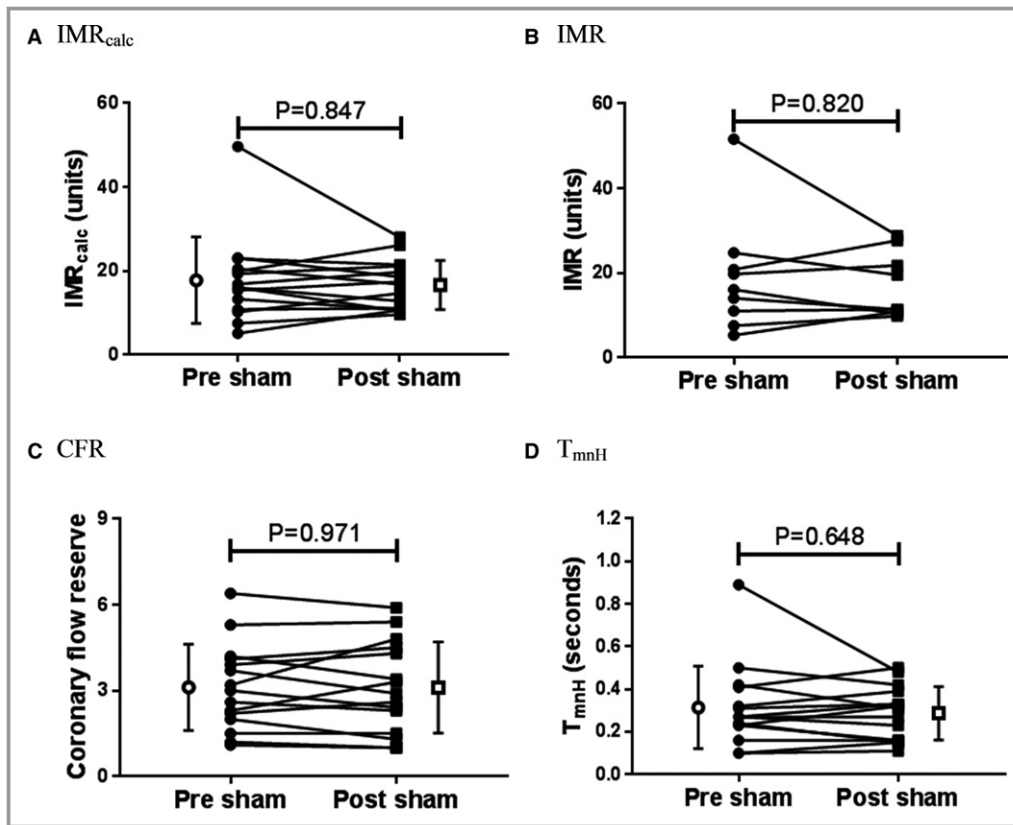 A IMRcalc
P=0.847
IMRcalc (units)
60
40
20
0
Pre sham Post sham
B IMR
P=0.820
IMR (units)
60
40
20
0
Pre sham Post sham
C CFR
P=0.971
Coronary flow reserve
9
6
3
0
Pre sham Post sham
D TmnH
P=0.648
TmnH (seconds)
1.2
1.0
0.8
0.6
0.4
0.2
0.0
Pre sham Post sham